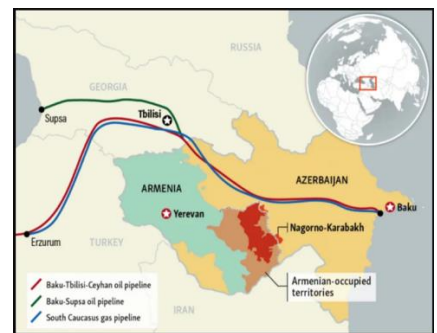 RUSSIA
GEORGIA
Tbilisi
Supsa
ARMENIA
AZERBAIJAN
Yerevan
Baku
Nagorno-Karabakh
Erzurum
TURKEY
Armenian-occupied
territories
IRAN
Baku-Tbilisi-Ceyhan oil pipeline
Baku-Supsa oil pipeline
South Caucasus gas pipeline